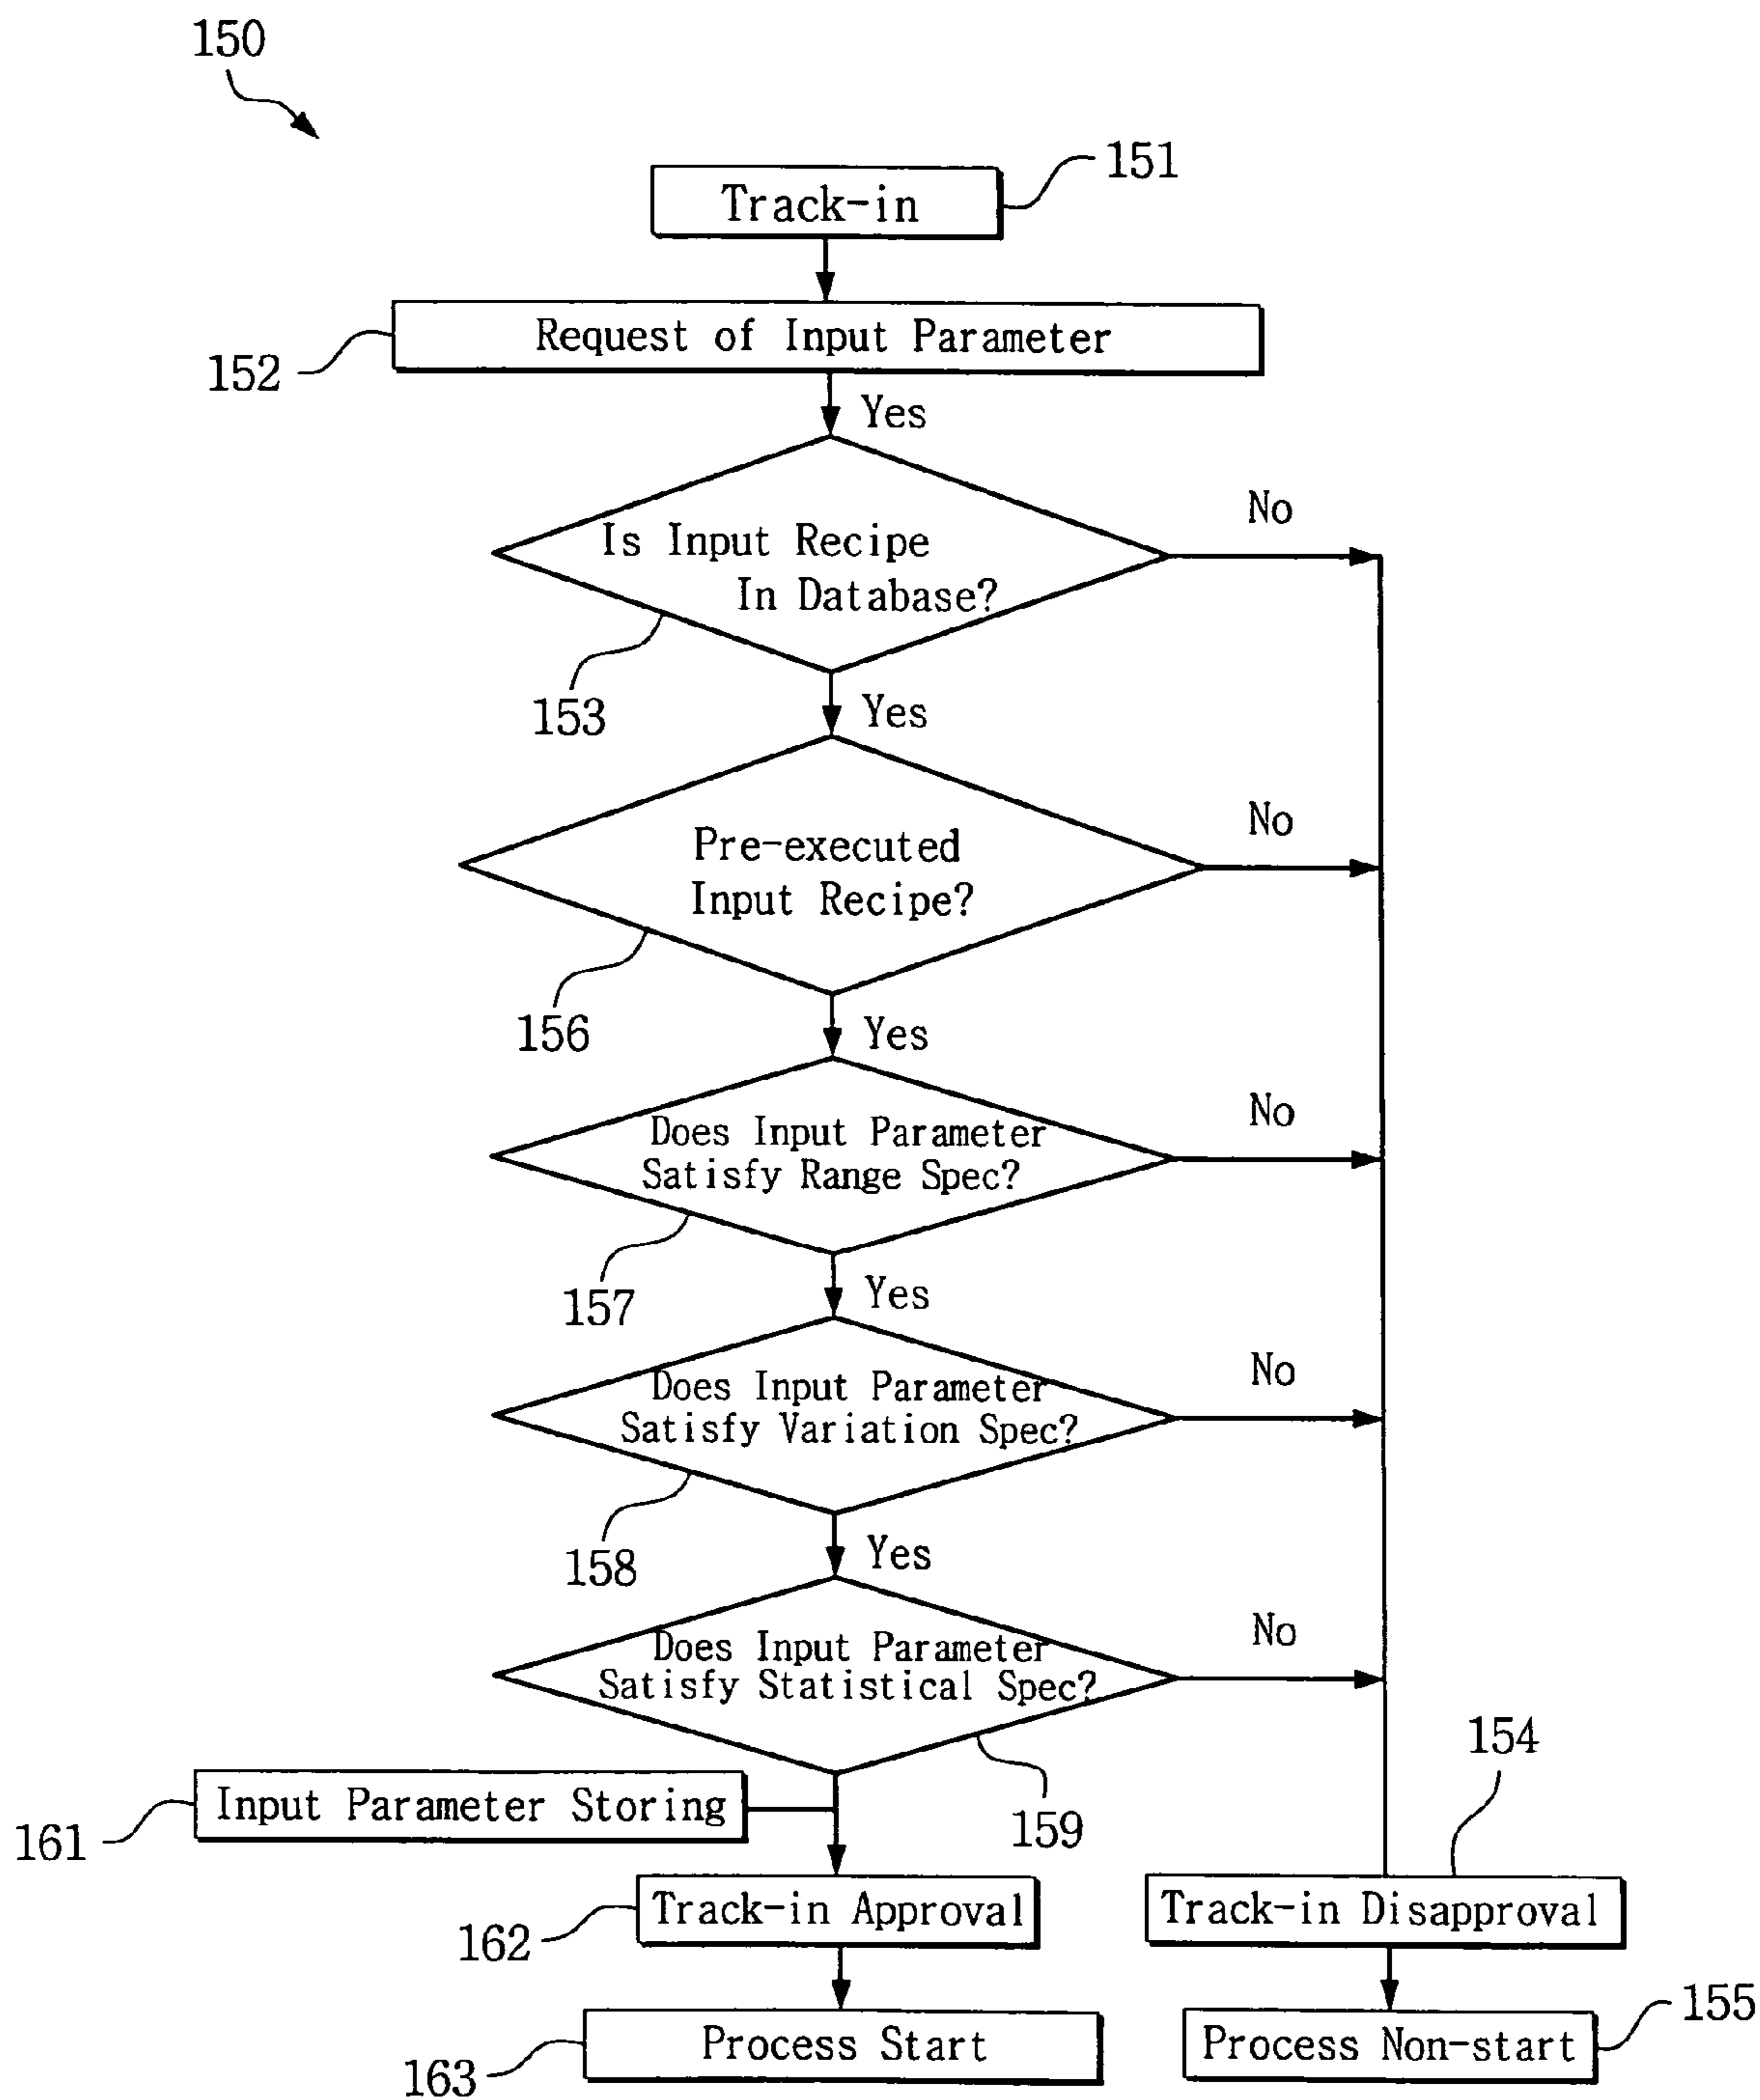 150
151
Track-in
Request of Input Parameter
152
Yes
No
Is Input Recipe
In Database?
153
Yes
No
Pre-executed
Input Recipe?
156
Yes
No
Does Input Parameter
Satisfy Range Spec?
157
Yes
No
Does Input Parameter
Satisfy Variation Spec?
158
Yes
No
Does Input Parameter
Satisfy Statistical Spec?
154
Input Parameter Storing
161
159
Track-in Approval
Track-in Disapproval
162
155
Process Start
Process Non-start
163